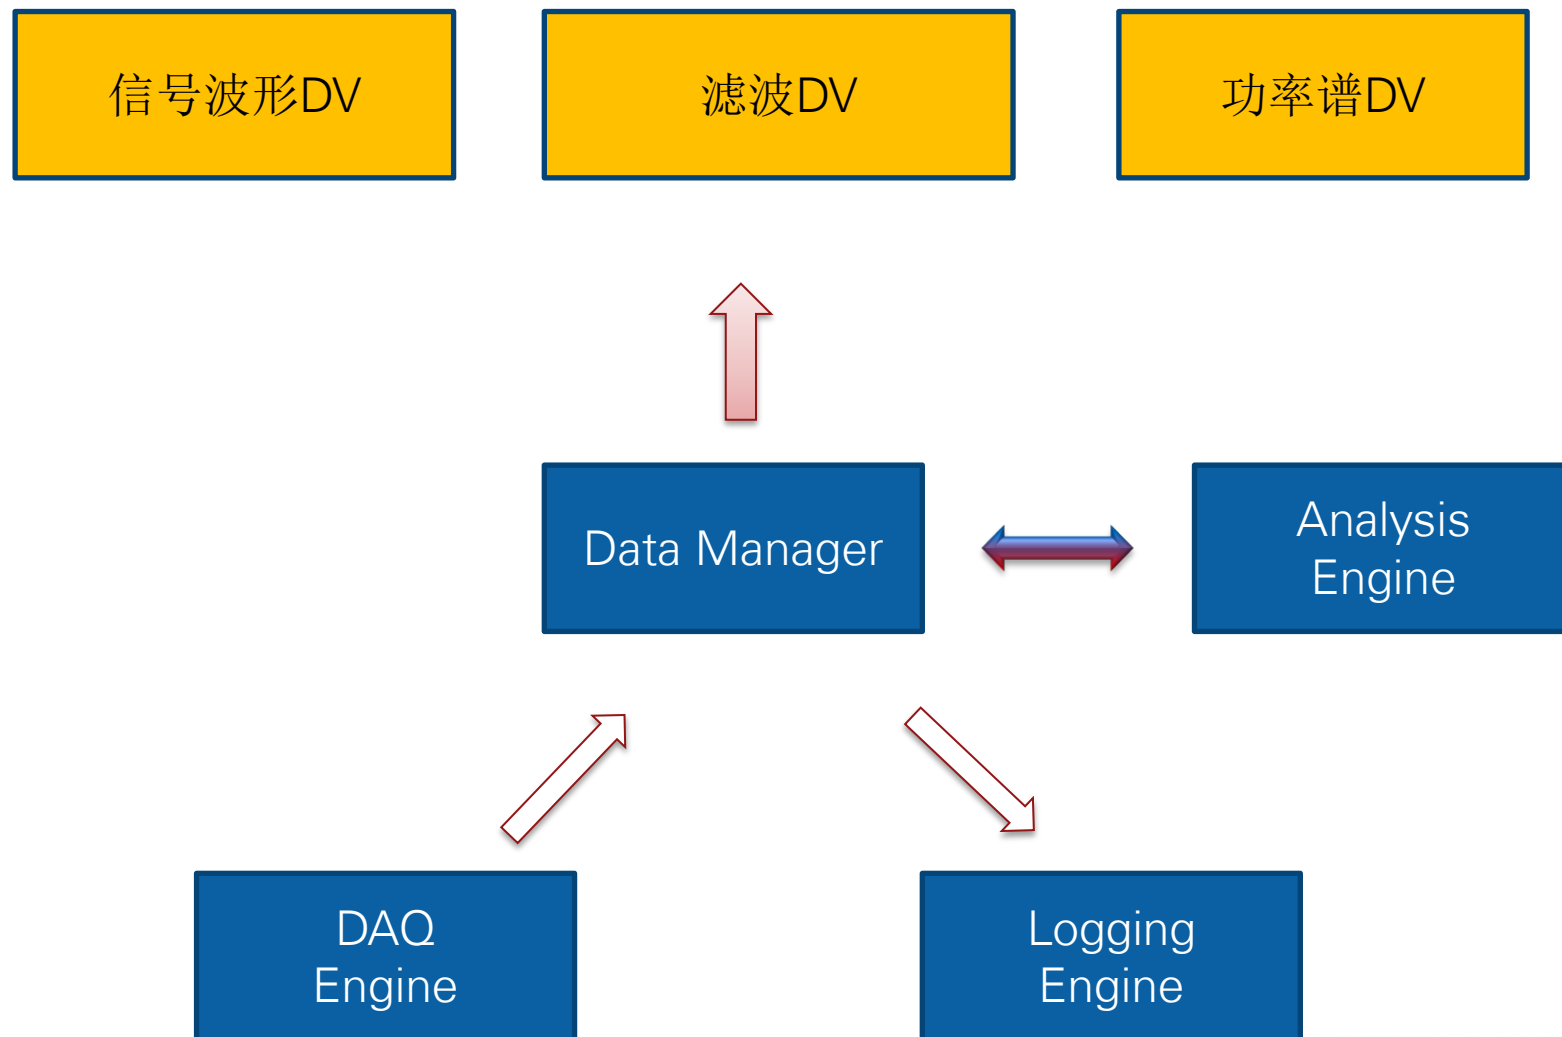 信号波形DV
滤波DV
功率谱DV
Data Manager
Analysis
Engine
DAQ
Engine
Logging
Engine